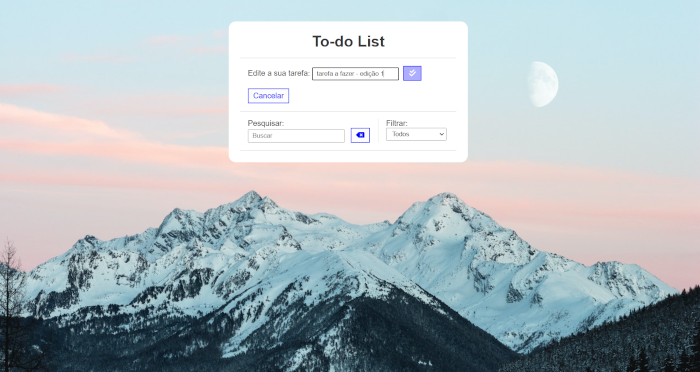 To-do List
Edite a sua tarefa: tarefa a fazer - edição 1
Cancelar
Pesquisar: Filtrar:
Buscar Todos